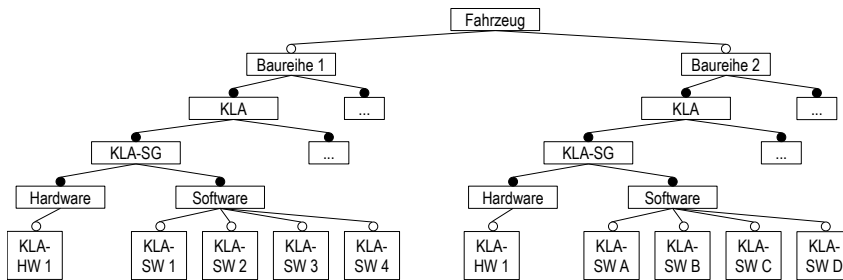 Fahrzeug
Baureihe 1
Baureihe 2
KLA
...
KLA
...
KLA-SG
...
KLA-SG
...
Hardware
Software
Hardware
Software
KLA-
HW 1
KLA-
SW 1
KLA-
SW 2
KLA-
SW 3
KLA-
SW 4
KLA-
HW 1
KLA-
SW A
KLA-
SW B
KLA-
SW C
KLA-
SW D